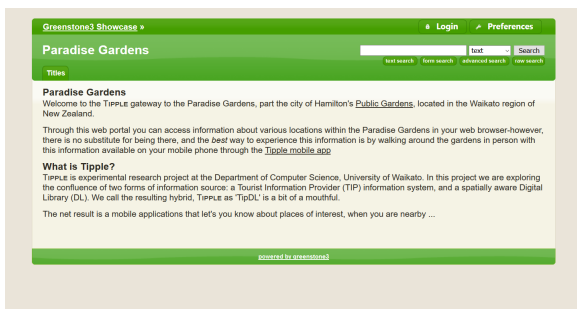 Greenstone3 Showcase »
Login
Preferences
Paradise Gardens
text
Search
text search
form search
advanced search
raw search
Titles
Paradise Gardens
Welcome to the Tipple gateway to the Paradise Gardens, part the city of Hamilton's Public Gardens, located in the Waikato region of
New Zealand.
Through this web portal you can access information about various locations within the Paradise Gardens in your web browser-however,
there is no substitute for being there, and the best way to experience this information is by walking around the gardens in person with
this information available on your mobile phone through the Tipple mobile app
What is Tipple?
Tipple is experimental research project at the Department of Computer Science, University of Waikato. In this project we are exploring
the confluence of two forms of information source: a Tourist Information Provider (TIP) information system, and a spatially aware Digital
Library (DL). We call the resulting hybrid, Tipple as 'TipDL' is a bit of a mouthful.
The net result is a mobile applications that let's you know about places of interest, when you are nearby ...
powered by greenstone3